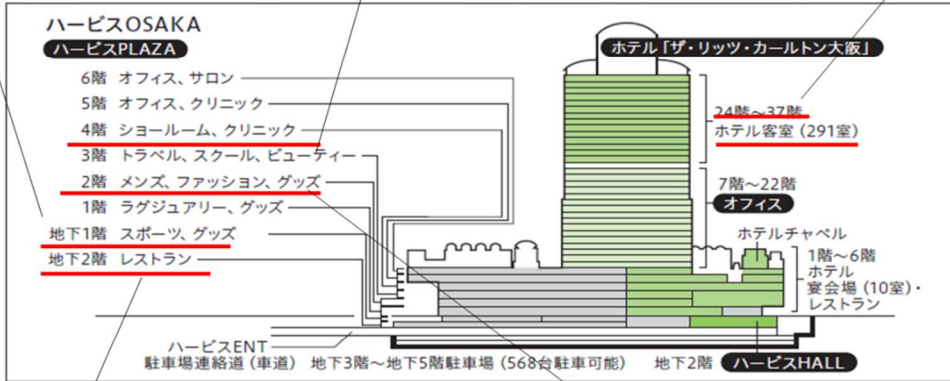 ハービスOSAKA
ハービスPLAZA
6階 オフィス、サロン
5階 オフィス、クリニック
4階 ショールーム、クリニック
3階 トラベル、スクール、ビューティー
2階 メンズ、ファッション、グッズ
1階 ラグジュアリー、グッズ
地下1階 スポーツ、グッズ
地下2階 レストラン
ホテル「ザ・リッツ・カールトン大阪」
24階〜37階
ホテル客室（291室）
7階〜22階
オフィス
ホテルチャペル
1階〜6階
ホテル
宴会場（10室）・
レストラン
ハービスENT
駐車場連絡道（車道）
地下3階〜地下5階駐車場（568台駐車可能）
地下2階 ハービスHALL